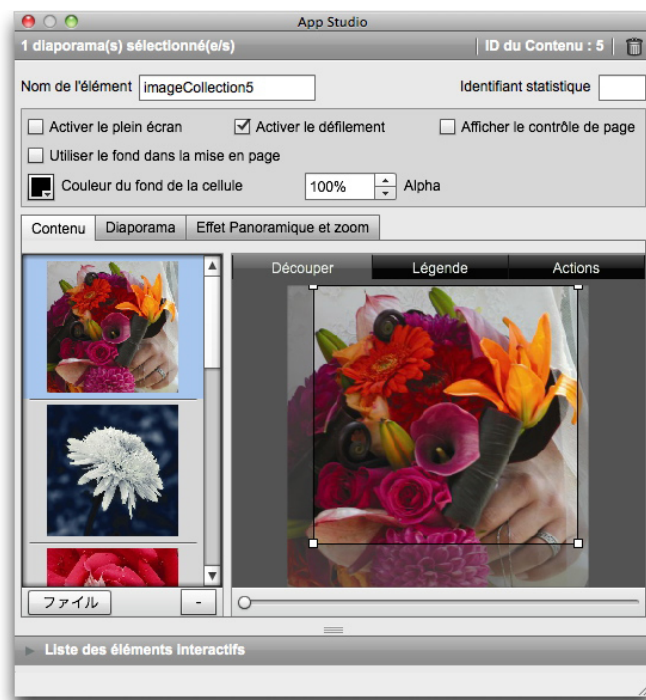 App Studio
1 diaporama(s) sélectionné(e/s) ID du Contenu : 5
Nom de l'élément imageCollection5 Identifiant statistique
Activer le plein écran Activer le défilement Afficher le contrôle de page
Utiliser le fond dans la mise en page
Couleur du fond de la cellule 100% Alpha
Contenu Diaporama Effet Panoramique et zoom
Découper Légende Actions
ファイル -
Liste des éléments interactifs